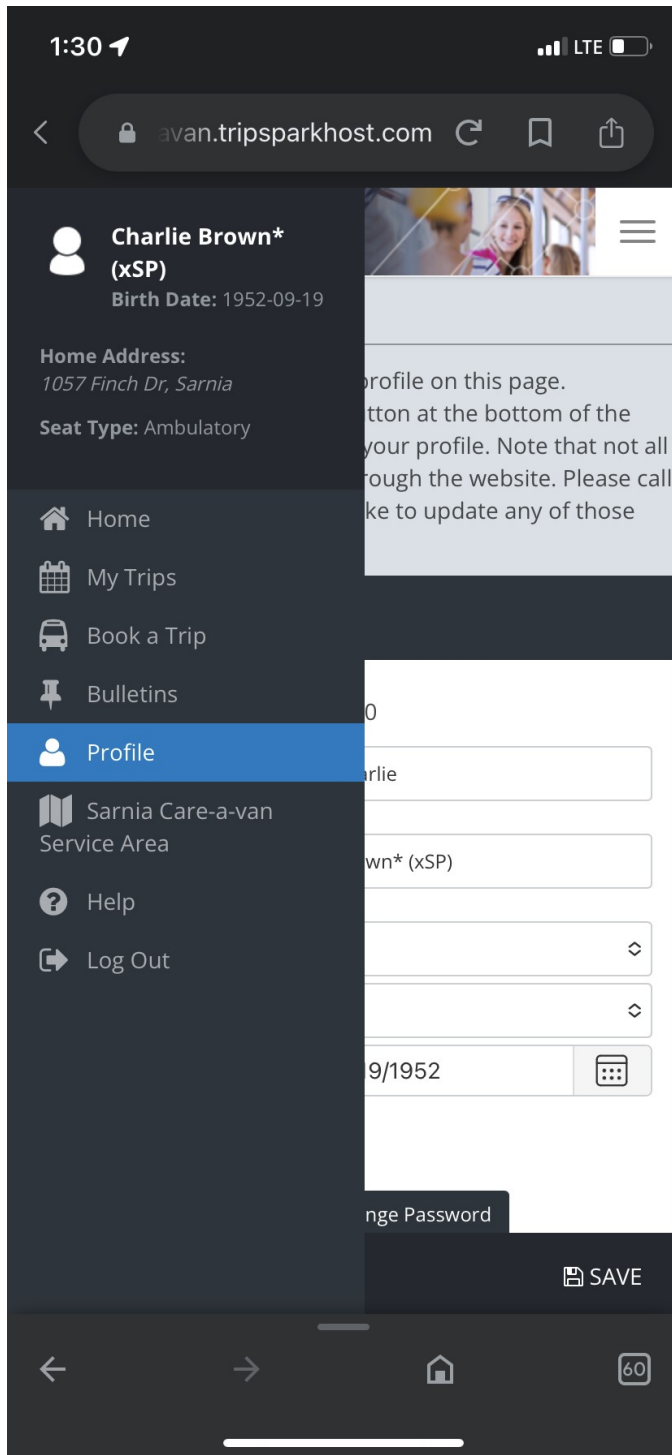 1:30
LTE
avan.tripsparkhost.com
Charlie Brown*
(xSP)
Birth Date: 1952-09-19
Home Address:
1057 Finch Dr, Sarnia
Seat Type: Ambulatory
Home
My Trips
Book a Trip
Bulletins
Profile
Sarnia Care-a-van
Service Area
Help
Log Out
profile on this page.
tton at the bottom of the
your profile. Note that not all
rough the website. Please call
ke to update any of those
0
arlie
wn* (xSP)
9/1952
nge Password
SAVE
60